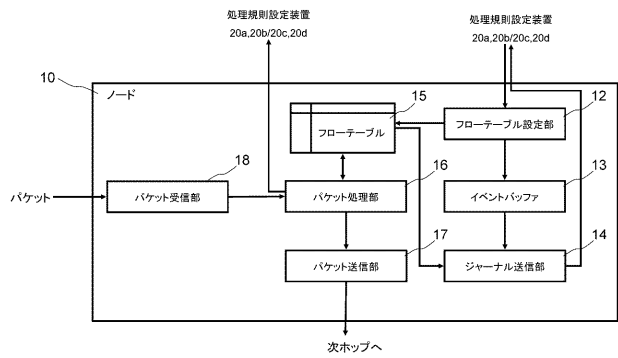 処理規則設定装置
20a,20b/20c,20d
処理規則設定装置
20a,20b/20c,20d
10
ノード
15
フローテーブル
12
フローテーブル設定部
18
パケット
パケット受信部
16
パケット処理部
13
イベントバッファ
17
パケット送信部
14
ジャーナル送信部
次ホップへ